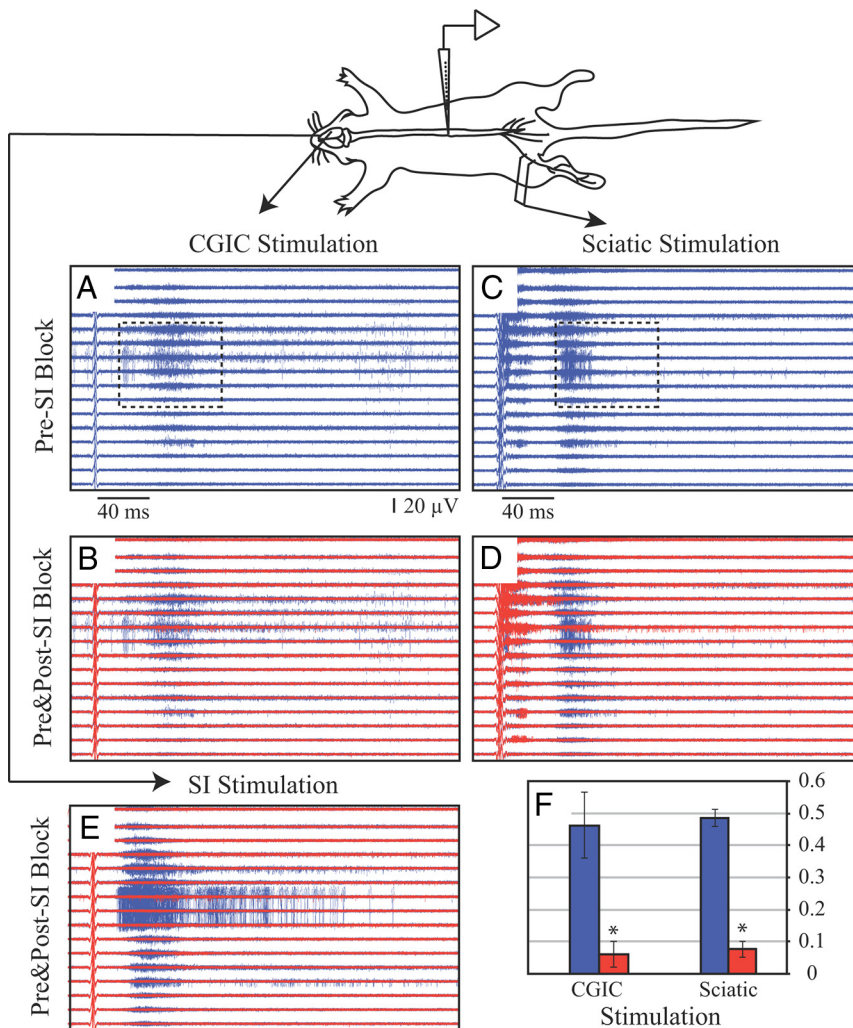 CGIC Stimulation
Sciatic Stimulation
Pre-SI Block
A
C
40 ms
20 µV
40 ms
Pre&Post-SI Block
B
D
SI Stimulation
Pre&Post-SI Block
E
F
0.6
0.5
0.4
0.3
0.2
0.1
0
*
*
CGIC
Sciatic
Stimulation